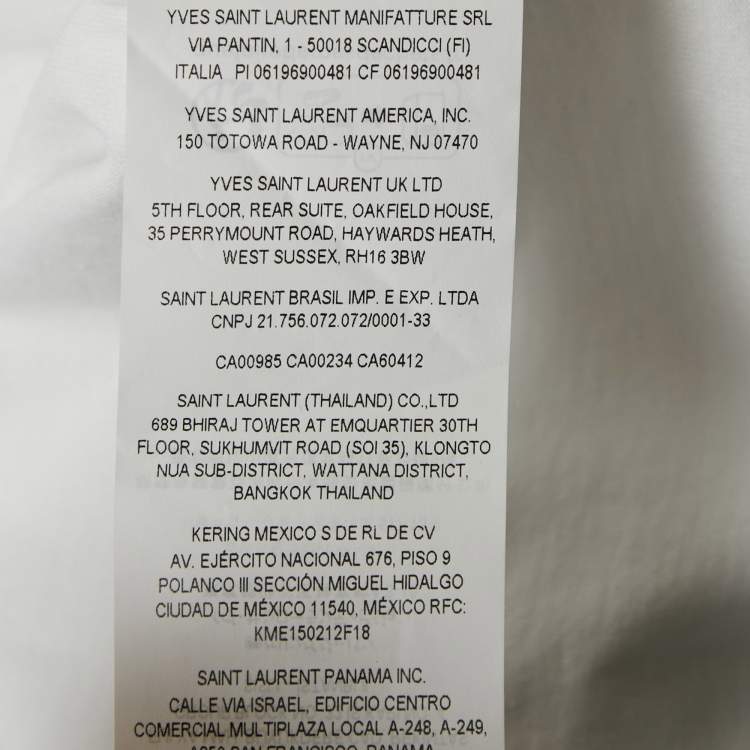 YVES SAINT LAURENT MANIFATTURE SRL
VIA PANTIN, 1 - 50018 SCANDICCI (FI)
ITALIA PI 06196900481 CF 06196900481
YVES SAINT LAURENT AMERICA, INC.
150 TOTOWA ROAD - WAYNE, NJ 07470
YVES SAINT LAURENT UK LTD
5TH FLOOR, REAR SUITE, OAKFIELD HOUSE,
35 PERRYMOUNT ROAD, HAYWARDS HEATH,
WEST SUSSEX, RH16 3BW
SAINT LAURENT BRASIL IMP. E EXP. LTDA
CNPJ 21.756.072.072/0001-33
CA00985 CA00234 CA60412
SAINT LAURENT (THAILAND) CO.,LTD
689 BHIRAJ TOWER AT EMQUARTIER 30TH
FLOOR, SUKHUMVIT ROAD (SOI 35), KLONGTO
NUA SUB-DISTRICT, WATTANA DISTRICT,
BANGKOK THAILAND
KERING MEXICO S DE RL DE CV
AV. EJÉRCITO NACIONAL 676, PISO 9
POLANCO III SECCIÓN MIGUEL HIDALGO
CIUDAD DE MÉXICO 11540, MÉXICO RFC:
KME150212F18
SAINT LAURENT PANAMA INC.
CALLE VIA ISRAEL, EDIFICIO CENTRO
COMERCIAL MULTIPLAZA LOCAL A-248, A-249,
A250 SAN FRANCISCO, PANAMA